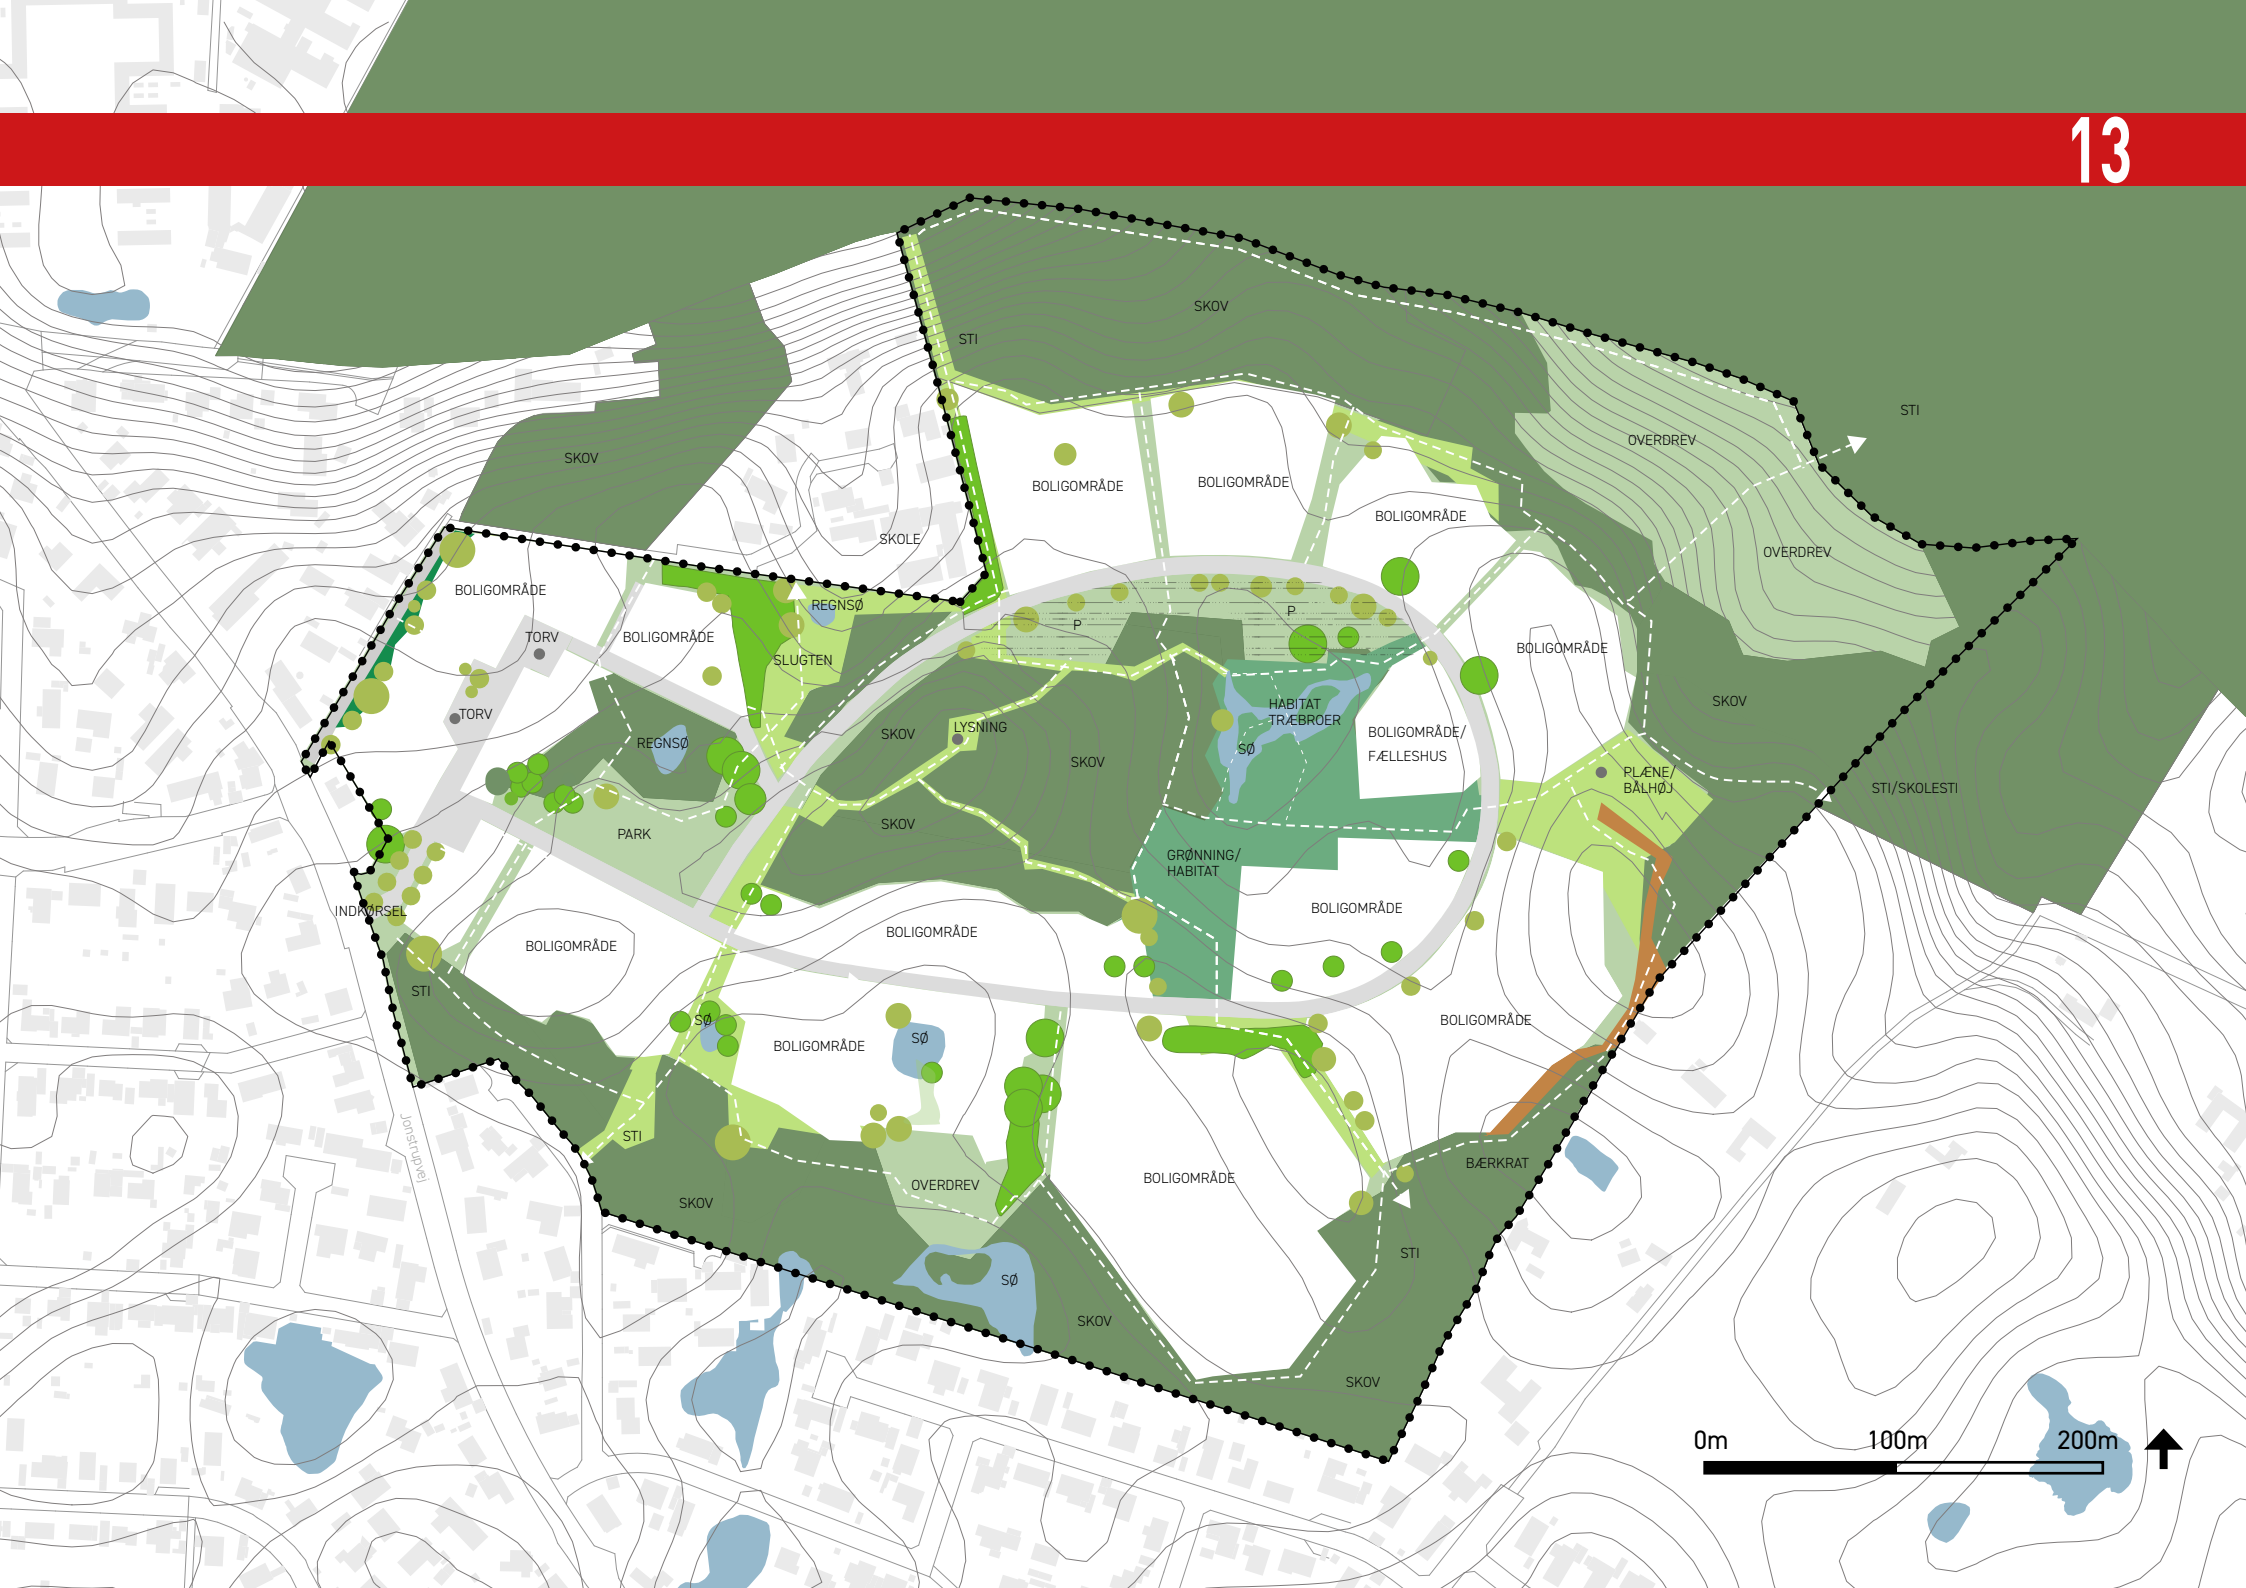 13
SKOV
STI
STI
OVERDREV
SKOV
BOLIGOMRÅDE
BOLIGOMRÅDE
BOLIGOMRÅDE
SKOLE
OVERDREV
BOLIGOMRÅDE
REGNSØ
P
P
TORV
BOLIGOMRÅDE
BOLIGOMRÅDE
SLUGTEN
SKOV
HABITAT
TRÆBROER
TORV
LYSNING
SKOV
BOLIGOMRÅDE/
FÆLLESHUS
REGNSØ
SØ
SKOV
PLÆNE/
BÅLHØJ
STI/SKOLESTI
SKOV
PARK
GRØNNING/
HABITAT
INDKØRSEL
BOLIGOMRÅDE
BOLIGOMRÅDE
BOLIGOMRÅDE
STI
SØ
BOLIGOMRÅDE
SØ
BOLIGOMRÅDE
Jonstrupvej
STI
BÆRKRAT
BOLIGOMRÅDE
OVERDREV
SKOV
STI
SØ
SKOV
SKOV
0m 100m 200m